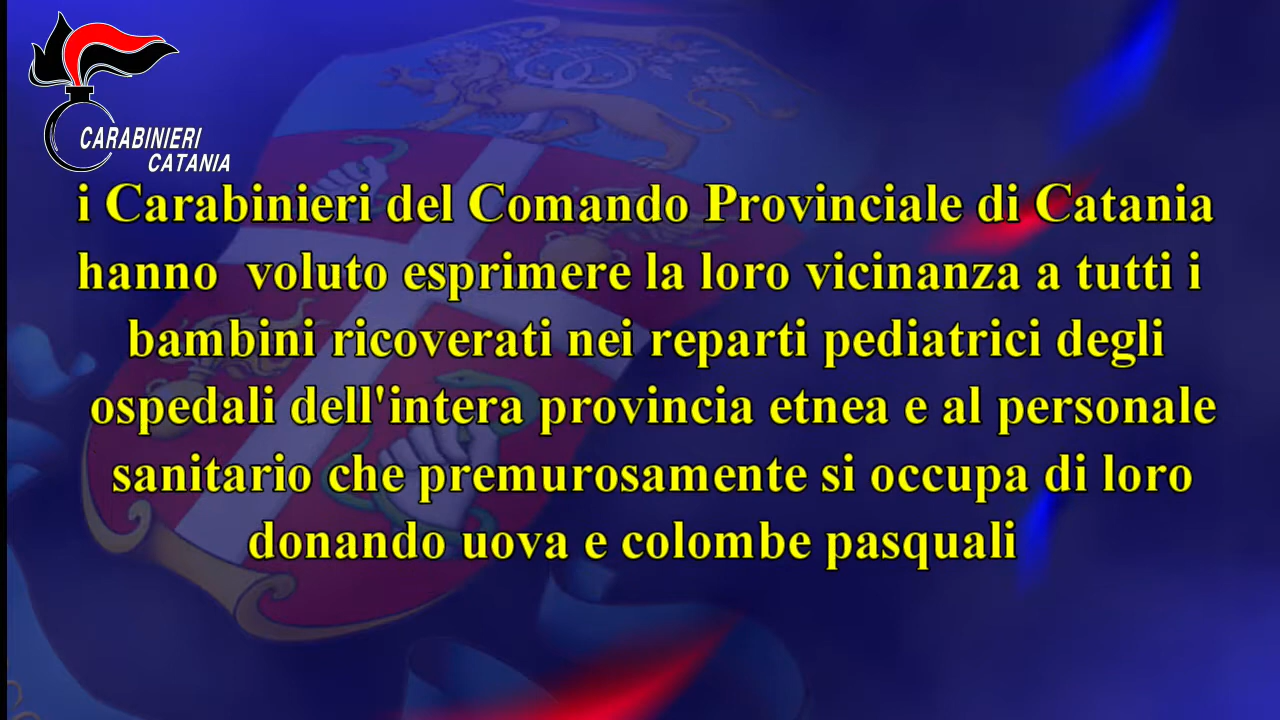 CARABINIERI
CATANIA
i Carabinieri del Comando Provinciale di Catania
hanno  voluto esprimere la loro vicinanza a tutti i
bambini ricoverati nei reparti pediatrici degli
ospedali dell'intera provincia etnea e al personale
sanitario che premurosamente si occupa di loro
donando uova e colombe pasquali